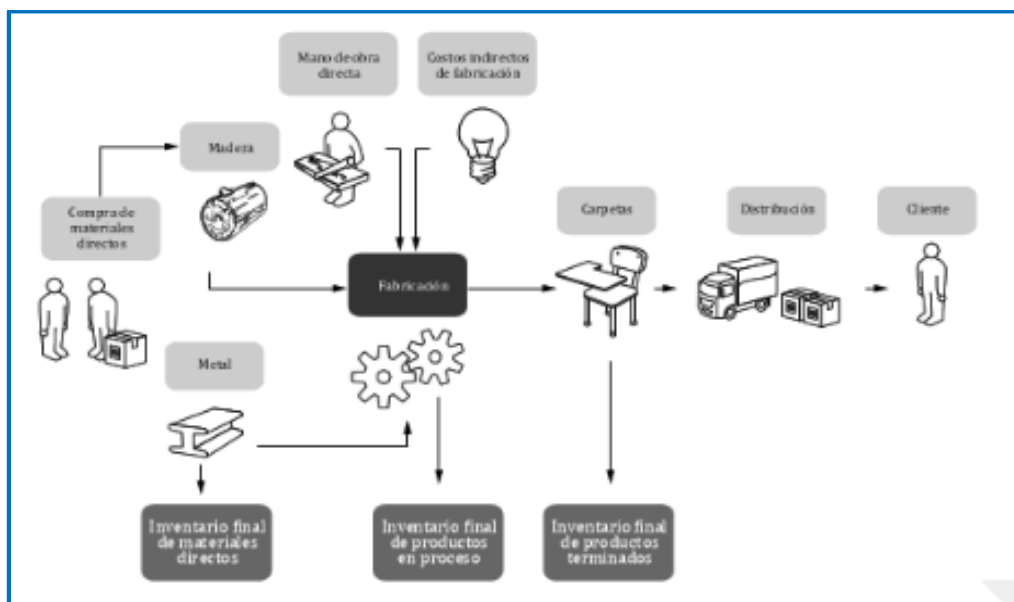 Mano de obra
directa
Costos indirectos
de fabricación
Madera
Compra de
materiales
directos
Carpetas
Distribución
Cliente
Fabricación
Metal
Inventario final
de materiales
directos
Inventario final
de productos
en proceso
Inventario final
de productos
terminados